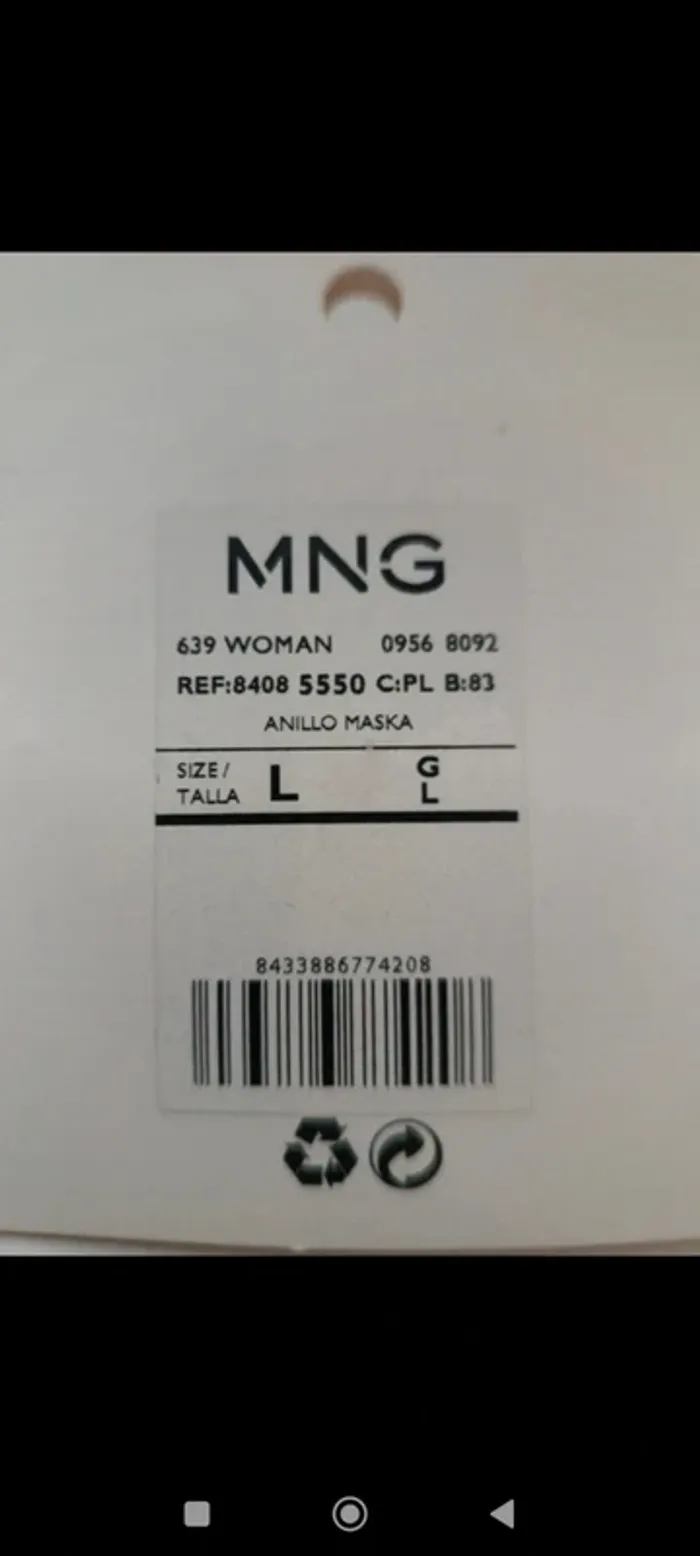 MNG
639 WOMAN 0956 8092
REF:8408 5550 C:PL B:83
ANILLO MASKA
SIZE/
TALLA L G
L
8433886774208